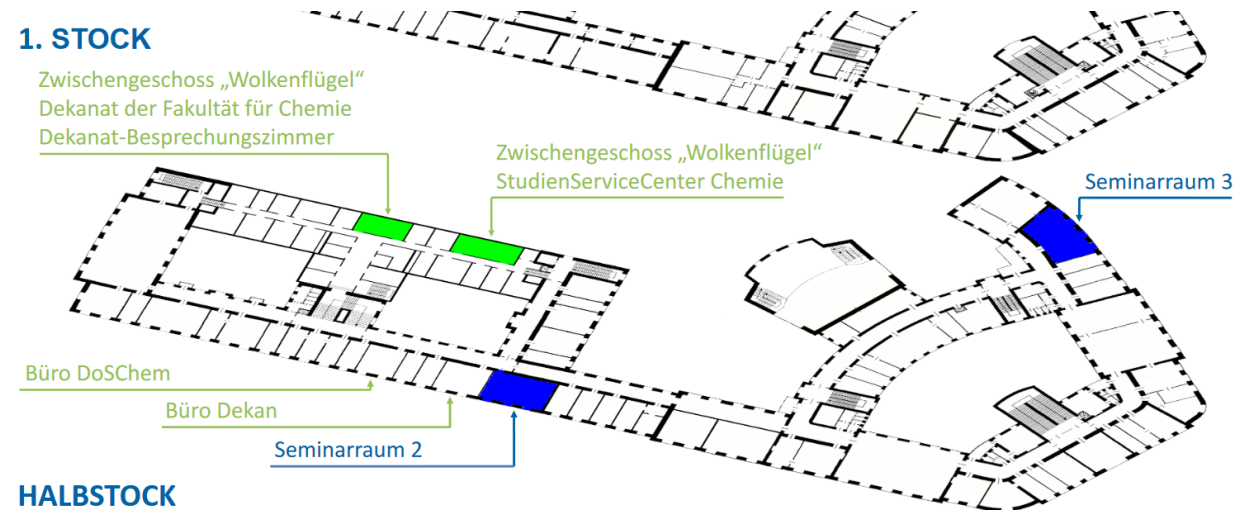 1. STOCK
Zwischengeschoss „Wolkenflügel“
Dekanat der Fakultät für Chemie
Dekanat-Besprechungszimmer
Zwischengeschoss „Wolkenflügel“
StudienServiceCenter Chemie
Seminarraum 3
Büro DoSChem
Büro Dekan
Seminarraum 2
HALBSTOCK